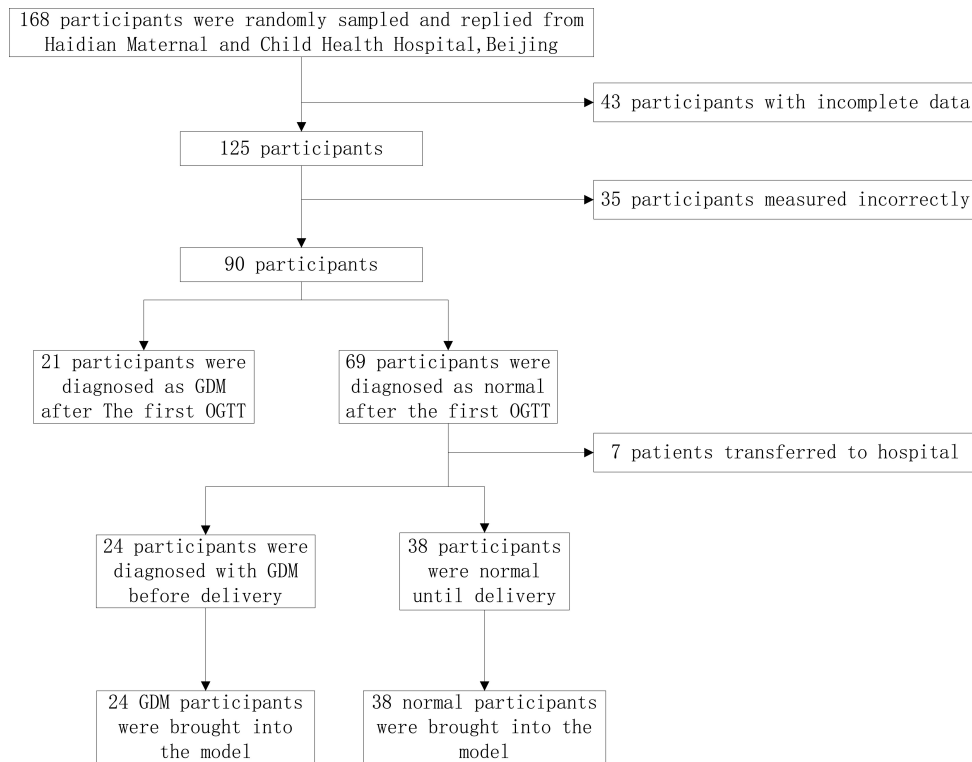 168 participants were randomly sampled and replied from
Haidian Maternal and Child Health Hospital,Beijing
43 participants with incomplete data
125 participants
35 participants measured incorrectly
90 participants
21 participants were
diagnosed as GDM
after The first OGTT
69 participants were
diagnosed as normal
after the first OGTT
7 patients transferred to hospital
24 participants were
diagnosed with GDM
before delivery
38 participants
were normal
until delivery
24 GDM participants
were brought into
the model
38 normal participants
were brought into the
model